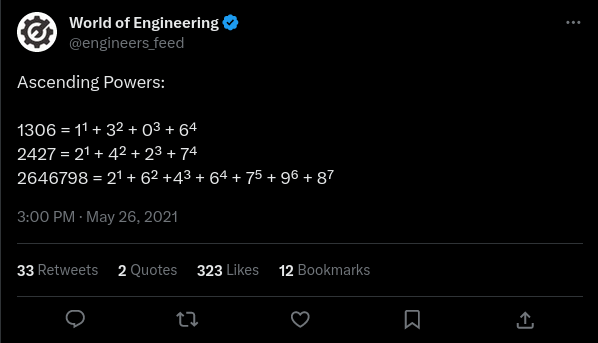 World of Engineering
@engineers_feed
Ascending Powers:
1306 = 1¹ + 3² + 0³ + 6⁴
2427 = 2¹ + 4² + 2³ + 7⁴
2646798 = 2¹ + 6² +4³ + 6⁴ + 7⁵ + 9⁶ + 8⁷
3:00 PM · May 26, 2021
33 Retweets 2 Quotes 323 Likes 12 Bookmarks